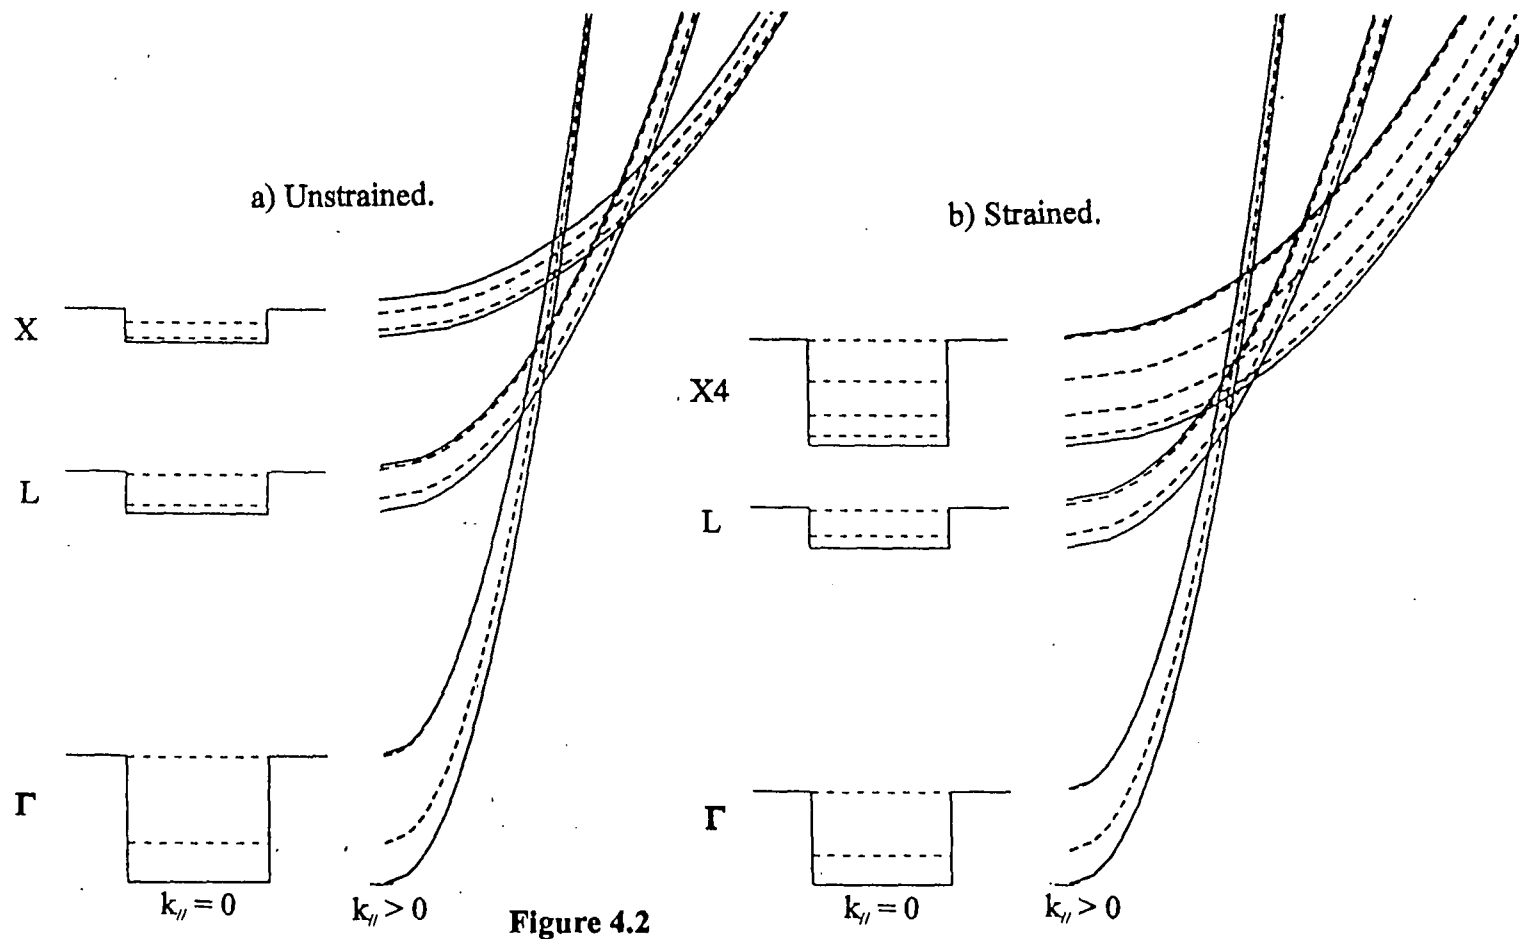 a) Unstrained.
X
L
Γ
k// = 0
k// > 0
b) Strained.
X4
L
Γ
k// = 0
k// > 0
Figure 4.2